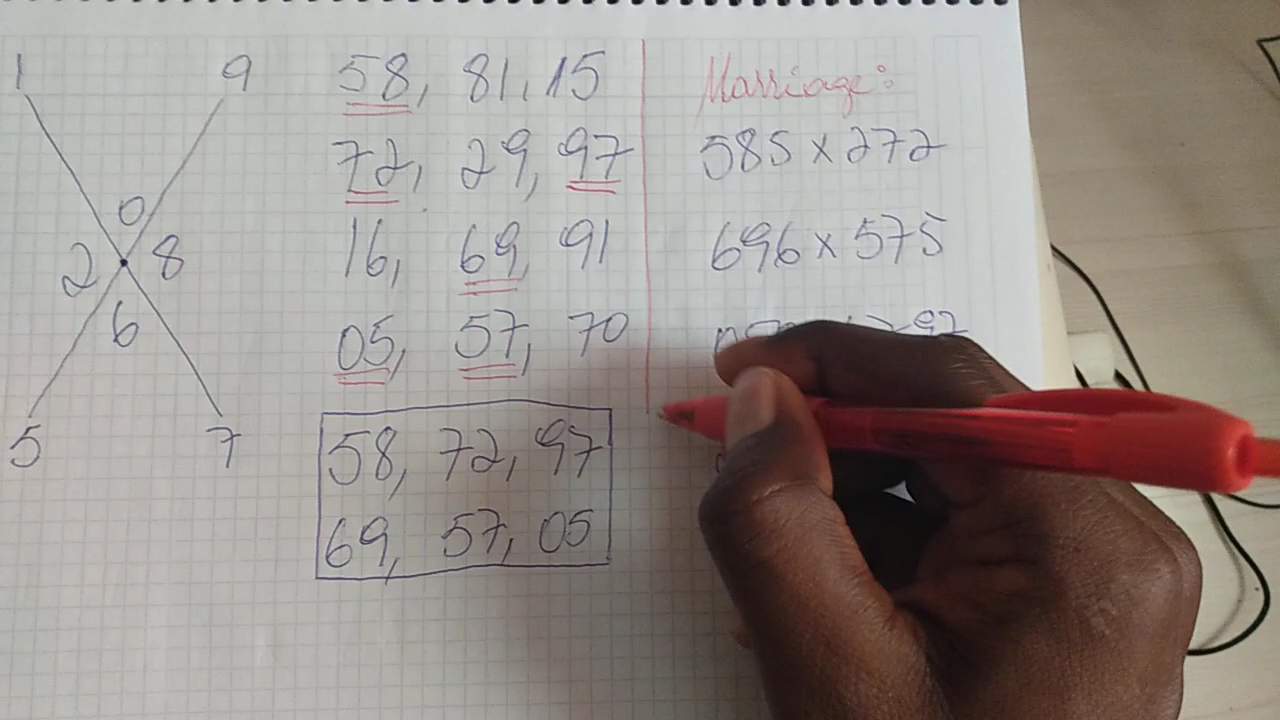 1 9
0
2 8
6
5 7
58, 81, 15
72, 29, 97
16, 69, 91
05, 57, 70
58, 72, 97
69, 57, 05
Marriage:
585 x 272
696 x 575